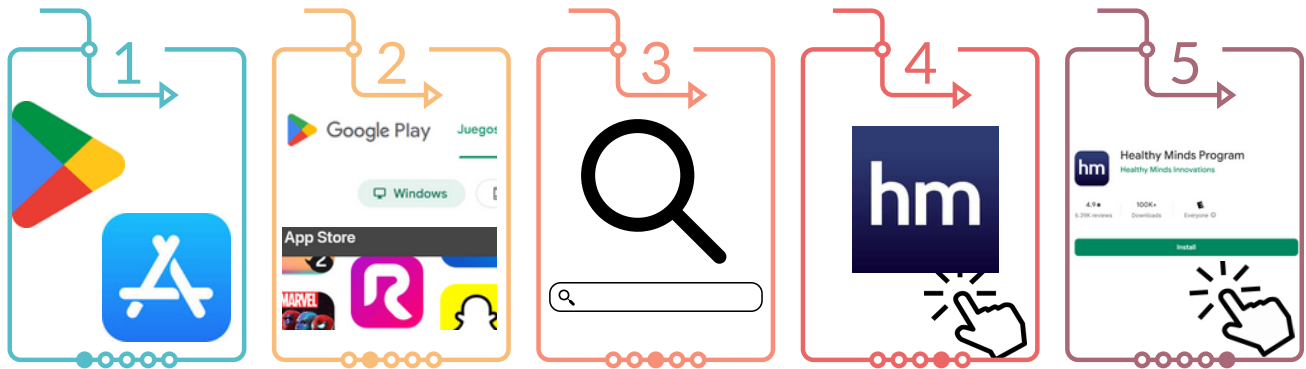 1
2
Google Play
Juegos
Windows
App Store
2
MARVEL
R
3
4
hm
5
hm
Healthy Minds Program
Healthy Minds Innovations
4.9★
100K+
E
6.39K reviews
Downloads
Everyone
Install